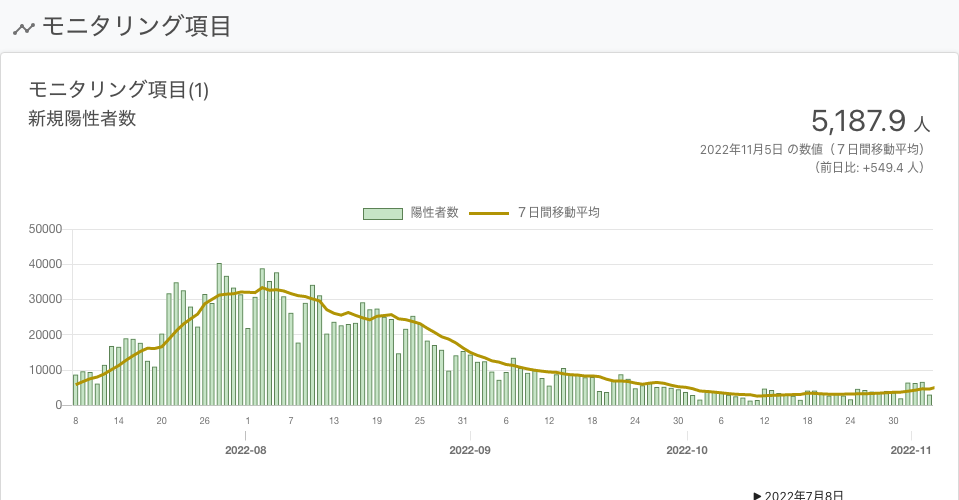 モニタリング項目
モニタリング項目(1)
新規陽性者数
5,187.9 人
2022年11月5日 の数値（７日間移動平均）
（前日比: +549.4 人）
陽性者数 ７日間移動平均
50000
40000
30000
20000
10000
0
8 14 20 26 1 7 13 19 25 31 6 12 18 24 30 6 12 18 24 30
2022-08 2022-09 2022-10 2022-11
▶ 2022年7月8日